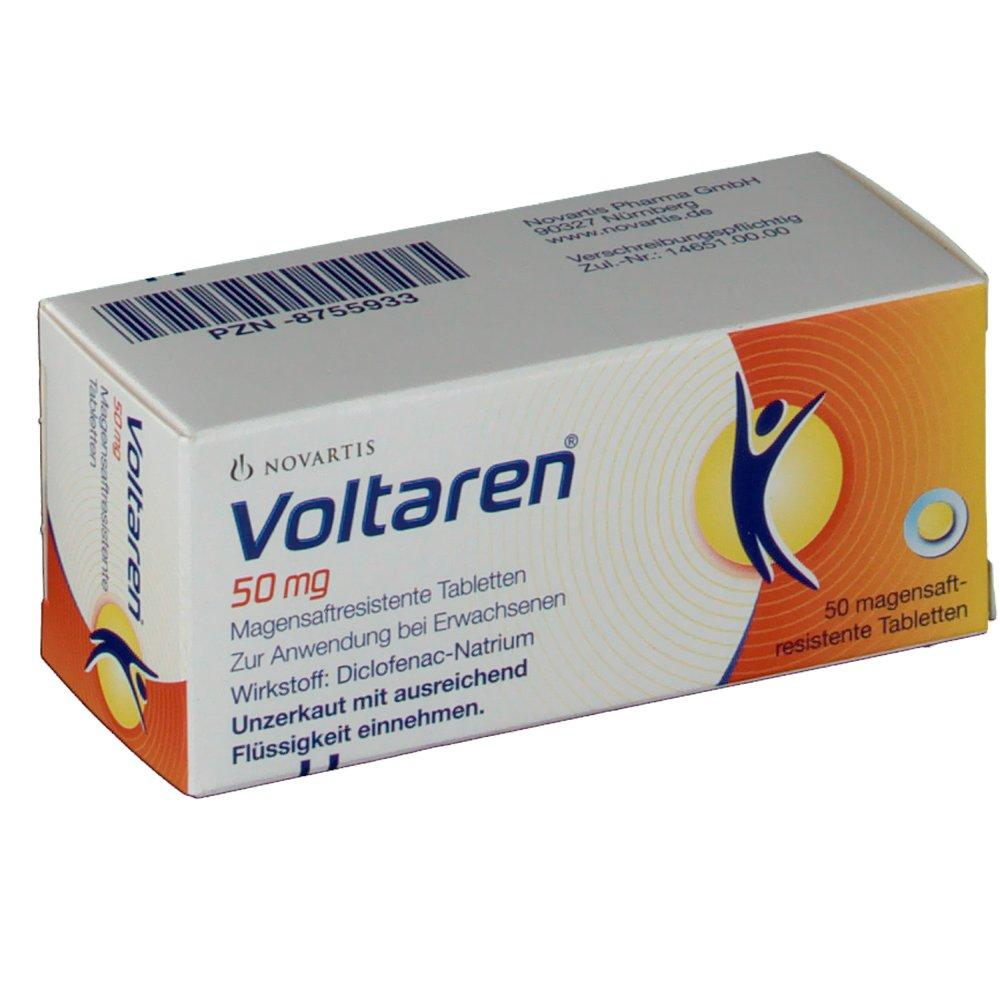 Novartis Pharma GmbH
90327 Nürnberg
www.novartis.de
Verschreibungspflichtig
Zul.-Nr.: 14651.00.00
PZN -8755933
NOVARTIS
Voltaren®
50 mg
Magensaftresistente Tabletten
Zur Anwendung bei Erwachsenen
Wirkstoff: Diclofenac-Natrium
Unzerkaut mit ausreichend
Flüssigkeit einnehmen.
50 magensaft-
resistente Tabletten
Voltaren®
50 mg
Magensaftresistente
Tabletten